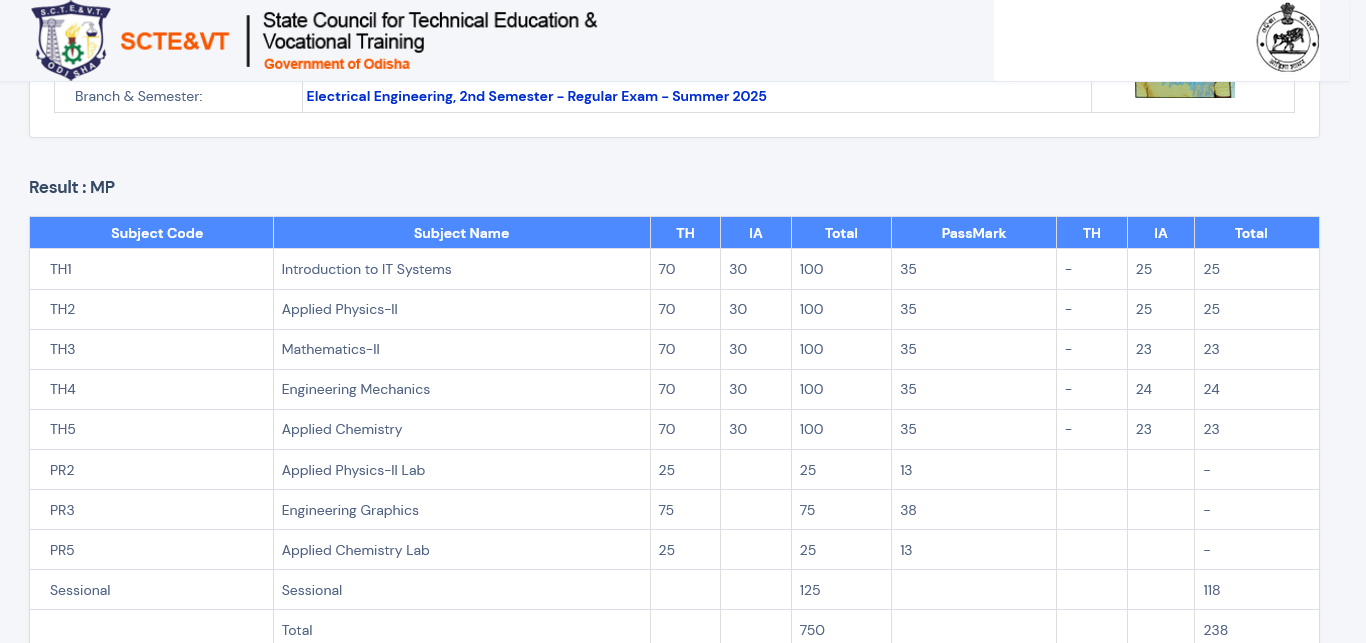 S.C.T.E.&V.T.
ODISHA
SCTE&VT
State Council for Technical Education &
Vocational Training
Government of Odisha
Branch & Semester: Electrical Engineering, 2nd Semester - Regular Exam - Summer 2025
Result : MP
Subject Code Subject Name TH IA Total PassMark TH IA Total
TH1 Introduction to IT Systems 70 30 100 35 - 25 25
TH2 Applied Physics-II 70 30 100 35 - 25 25
TH3 Mathematics-II 70 30 100 35 - 23 23
TH4 Engineering Mechanics 70 30 100 35 - 24 24
TH5 Applied Chemistry 70 30 100 35 - 23 23
PR2 Applied Physics-II Lab 25 25 13 -
PR3 Engineering Graphics 75 75 38 -
PR5 Applied Chemistry Lab 25 25 13 -
Sessional Sessional 125 118
Total 750 238